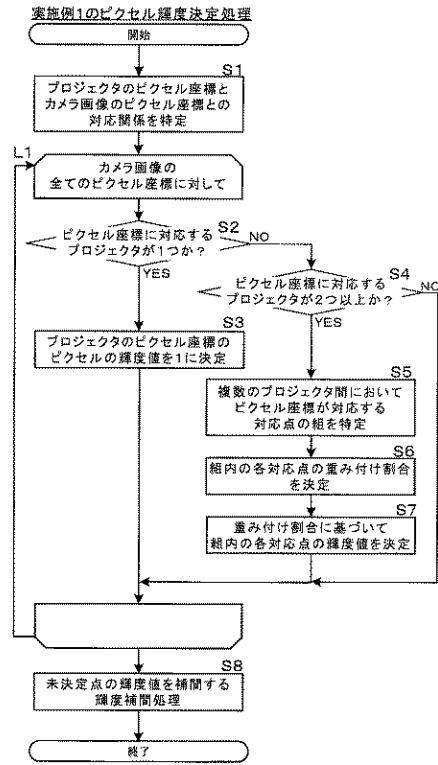 実施例1のピクセル輝度決定処理
開始
S1
プロジェクタのピクセル座標と
カメラ画像のピクセル座標との
対応関係を特定
L1
カメラ画像の
全てのピクセル座標に対して
S2
ピクセル座標に対応する
プロジェクタが1つか？
NO
YES
S4
ピクセル座標に対応する
プロジェクタが2つ以上か？
NO
YES
S3
プロジェクタのピクセル座標の
ピクセルの輝度値を1に決定
S5
複数のプロジェクタ間において
ピクセル座標が対応する
対応点の組を特定
S6
組内の各対応点の重み付け割合
を決定
S7
重み付け割合に基づいて
組内の各対応点の輝度値を決定
S8
未決定点の輝度値を補間する
輝度補間処理
終了